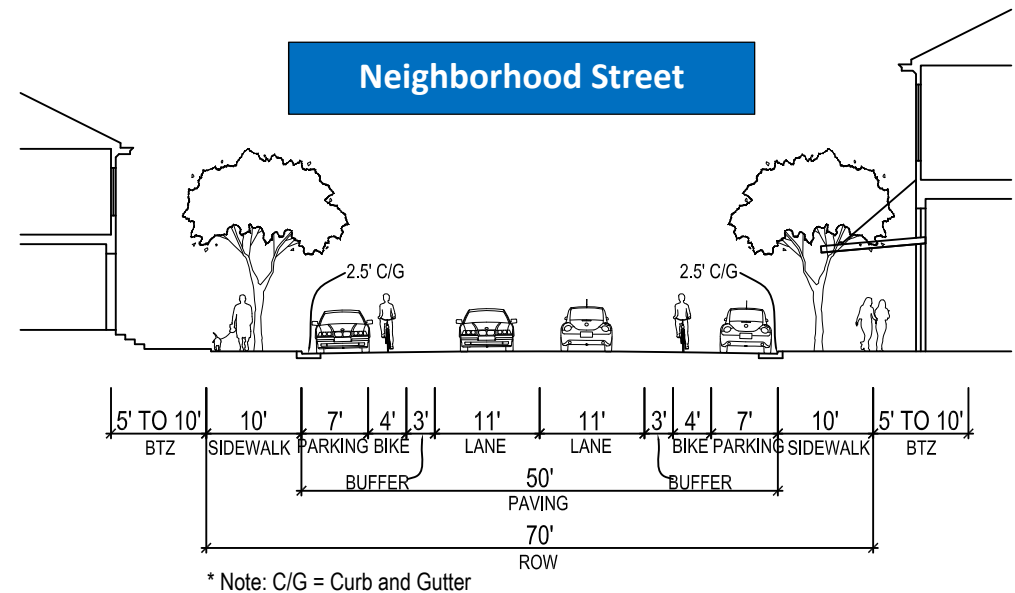 Neighborhood Street
2.5' C/G
2.5' C/G
5' TO 10' 10' 7' 4' 3' 11' 11' 3' 4' 7' 10' 5' TO 10'
BTZ SIDEWALK PARKING BIKE LANE LANE BIKE PARKING SIDEWALK BTZ
BUFFER 50' BUFFER
PAVING
70'
ROW
* Note: C/G = Curb and Gutter